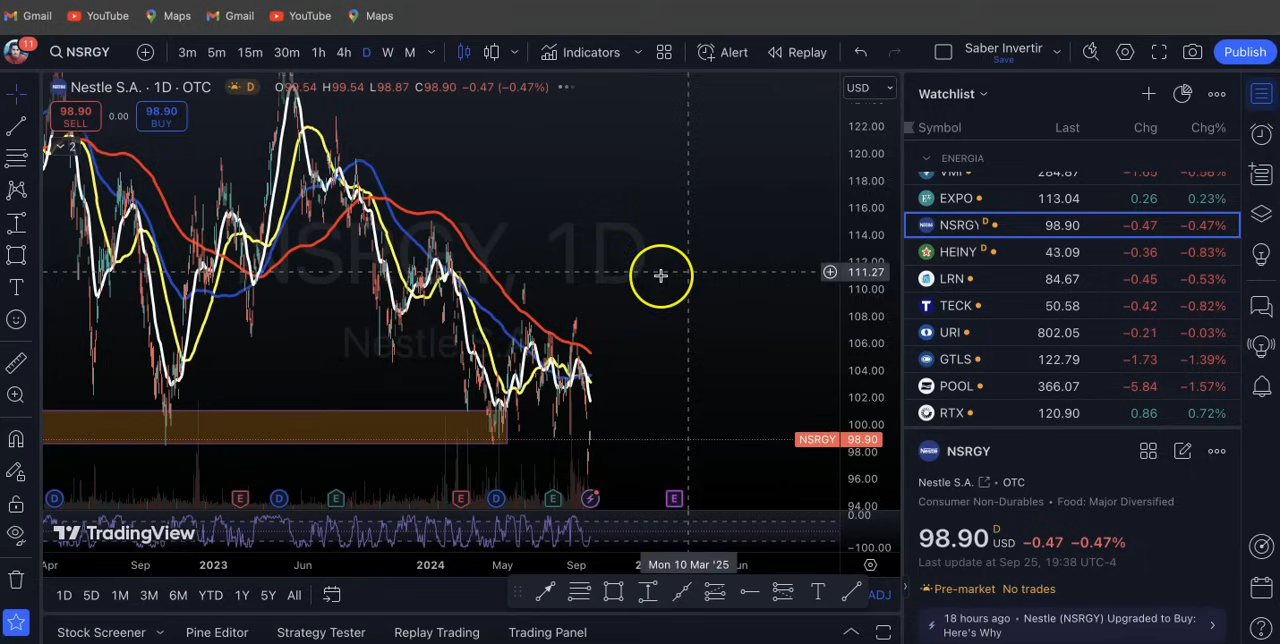 Gmail YouTube Maps Gmail YouTube Maps
11 NSRGY 3m 5m 15m 30m 1h 4h D W M Indicators Alert Replay Saber Invertir Save Publish
Nestle S.A. · 1D · OTC D H99.54 L98.87 C98.90 −0.47 (−0.47%) USD
98.90 SELL 0.00 98.90 BUY
2
122.00
120.00
118.00
116.00
114.00
111.27
110.00
108.00
106.00
104.00
102.00
100.00
NSRGY 98.90
98.00
96.00
94.00
0.00
−100.00
NSRGY, 1D
D E D E E D E E
TradingView
Mon 10 Mar '25
Apr Sep 2023 Jun 2024 May Sep
1D 5D 1M 3M 6M YTD 1Y 5Y All ADJ
Stock Screener Pine Editor Strategy Tester Replay Trading Trading Panel
Watchlist
Symbol Last Chg Chg%
ENERGIA
VMI 284.87 −1.65 −0.58%
EXPO 113.04 0.26 0.23%
NSRGY D 98.90 −0.47 −0.47%
HEINY D 43.09 −0.36 −0.83%
LRN 84.67 −0.45 −0.53%
TECK 50.58 −0.42 −0.82%
URI 802.05 −0.21 −0.03%
GTLS 122.79 −1.73 −1.39%
POOL 366.07 −5.84 −1.57%
RTX 120.90 0.86 0.72%
NSRGY
Nestle S.A. • OTC
Consumer Non-Durables • Food: Major Diversified
98.90 D USD −0.47 −0.47%
Last update at Sep 25, 19:38 UTC-4
Pre-market No trades
18 hours ago • Nestle (NSRGY) Upgraded to Buy:
Here's Why